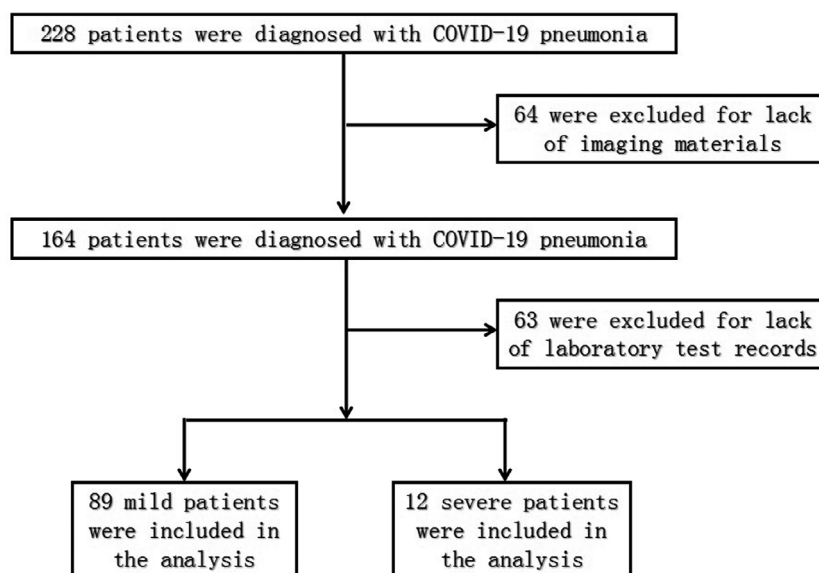 228 patients were diagnosed with COVID-19 pneumonia
64 were excluded for lack
of imaging materials
164 patients were diagnosed with COVID-19 pneumonia
63 were excluded for lack
of laboratory test records
89 mild patients
were included in
the analysis
12 severe patients
were included in
the analysis